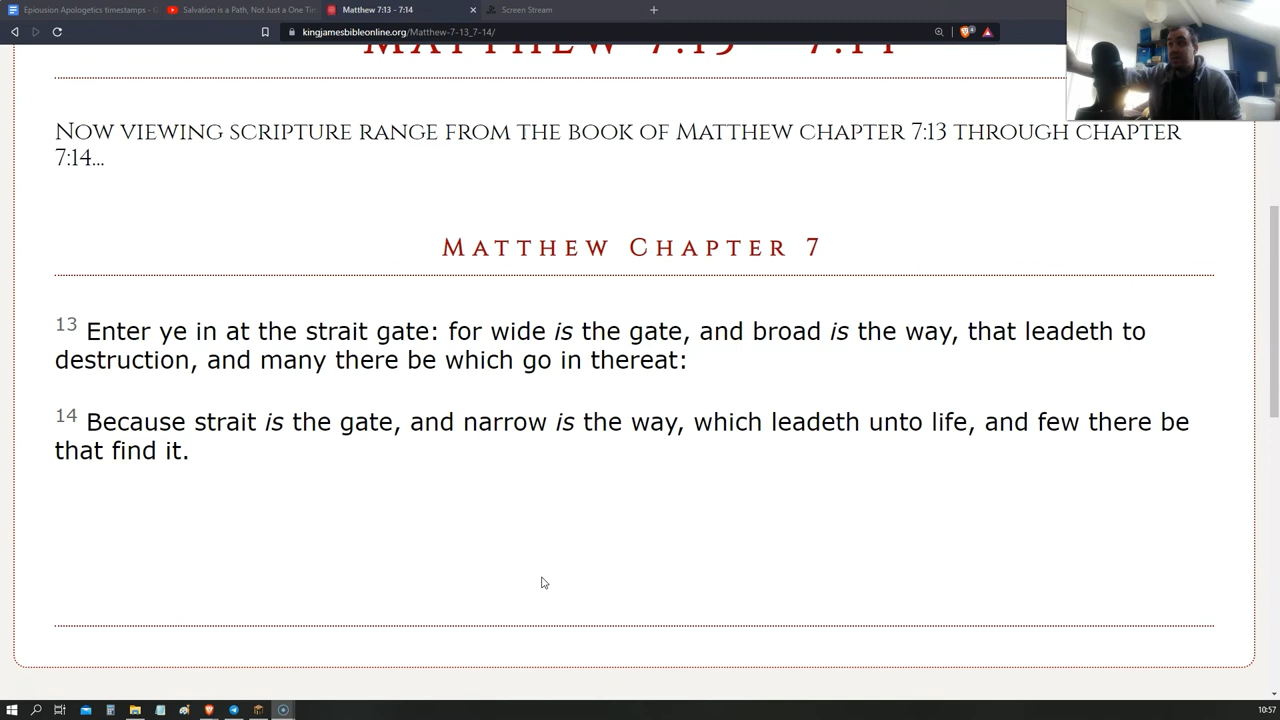 Epiousion Apologetics timestamps - G
Salvation is a Path, Not Just a One Tim
Matthew 7:13 - 7:14
Screen Stream
kingjamesbibleonline.org/Matthew-7-13_7-14/
Matthew 7:13 - 7:14
Now viewing scripture range from the book of Matthew chapter 7:13 through chapter
7:14...
Matthew Chapter 7
13 Enter ye in at the strait gate: for wide is the gate, and broad is the way, that leadeth to
destruction, and many there be which go in thereat:
14 Because strait is the gate, and narrow is the way, which leadeth unto life, and few there be
that find it.
10:57